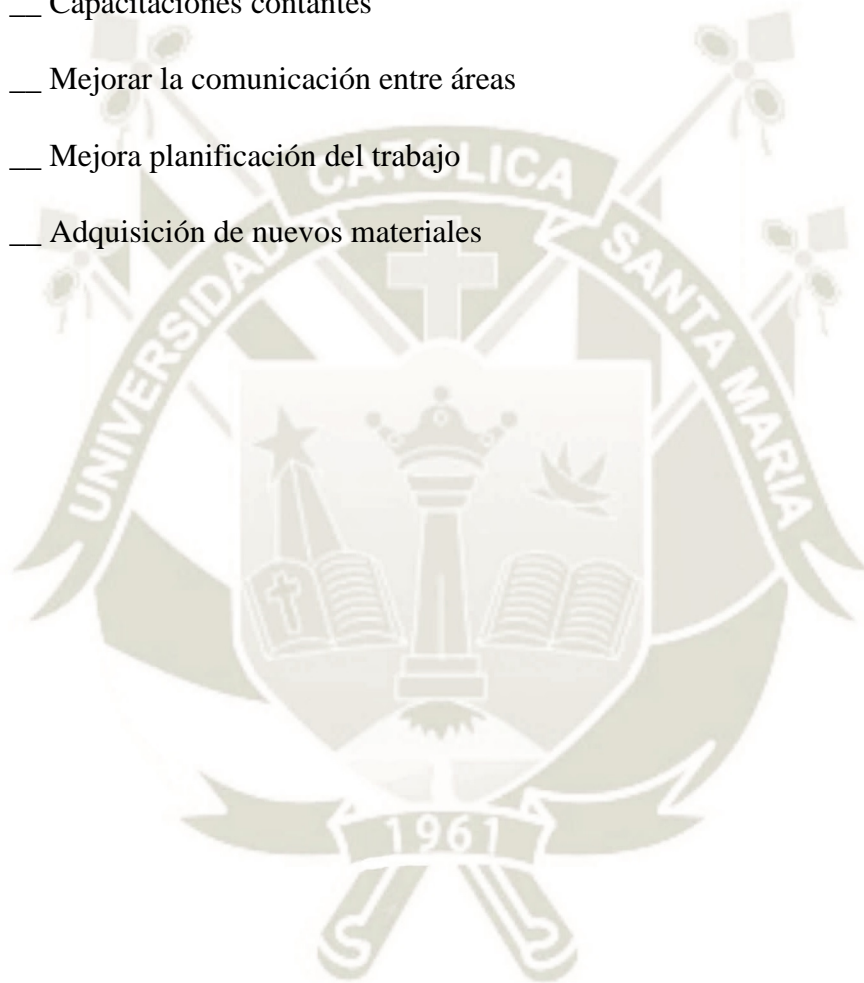 __ Capacitaciones contantes
__ Mejorar la comunicación entre áreas
__ Mejora planificación del trabajo
__ Adquisición de nuevos materiales
UNIVERSIDAD CATOLICA SANTA MARIA
1961